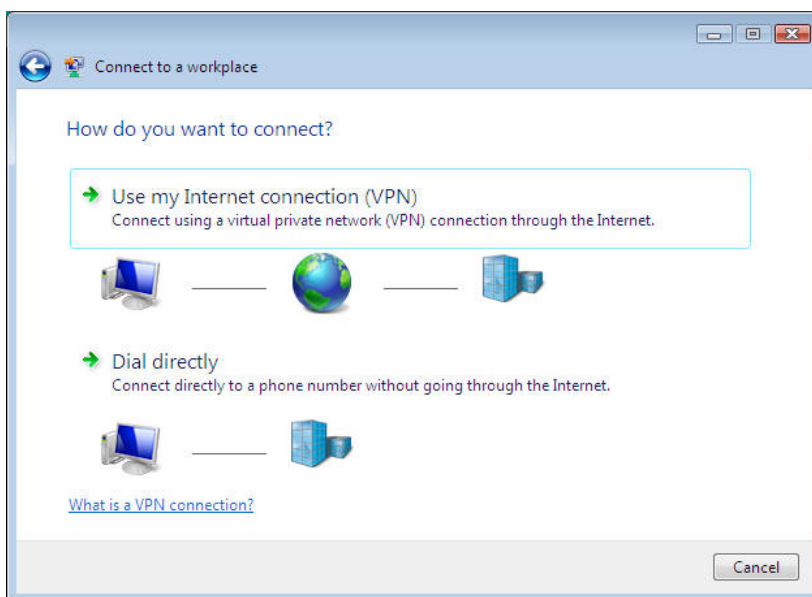 Connect to a workplace
How do you want to connect?
Use my Internet connection (VPN)
Connect using a virtual private network (VPN) connection through the Internet.
Dial directly
Connect directly to a phone number without going through the Internet.
What is a VPN connection?
Cancel